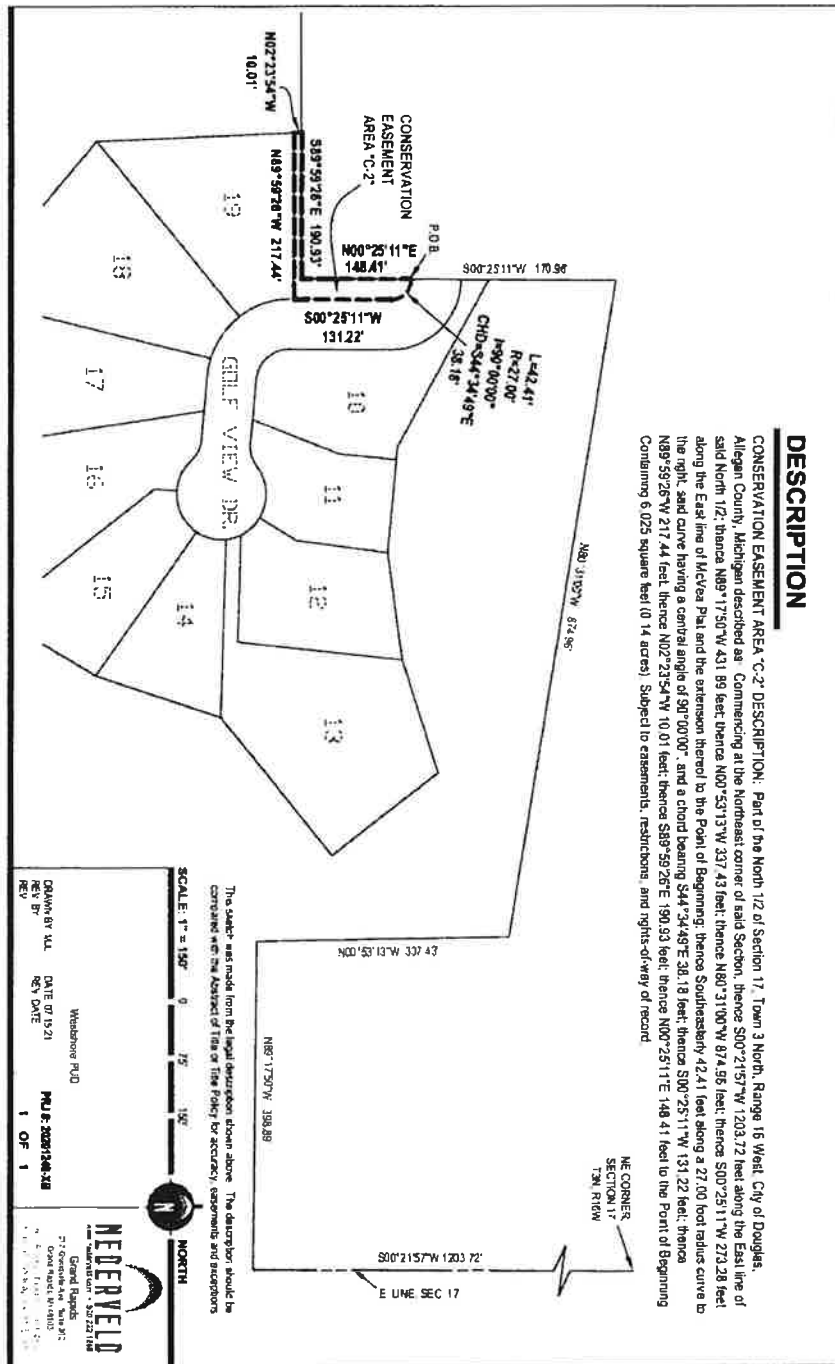 DESCRIPTION
CONSERVATION EASEMENT AREA "C-2" DESCRIPTION: Part of the North 1/2 of Section 17, Town 3 North, Range 16 West, City of Douglas,
Allegan County, Michigan described as: Commencing at the Northeast corner of said Section, thence S00°21'57"W 1203.72 feet along the East line of
said North 1/2; thence N89°17'50"W 431.89 feet; thence N00°53'13"W 337.43 feet; thence N80°31'00"W 874.96 feet; thence S00°25'11"W 273.28 feet
along the East line of McVea Plat and the extension thereof to the Point of Beginning; thence Southeasterly 42.41 feet along a 27.00 foot radius curve to
the right, said curve having a central angle of 90°00'00", and a chord bearing S44°34'49"E 38.18 feet; thence S00°25'11"W 131.22 feet; thence
N89°59'26"W 217.44 feet; thence N02°23'54"W 10.01 feet; thence S89°59'26"E 190.93 feet; thence N00°25'11"E 148.41 feet to the Point of Beginning
Containing 6,025 square feet (0.14 acres). Subject to easements, restrictions, and rights-of-way of record.
NE CORNER,
SECTION 17
T3N, R16W
S00°25'11"W 170.96'
N80°31'00"W 874.96'
L=42.41'
R=27.00'
I=90°00'00"
CHD=S44°34'49"E
38.18'
P.O.B.
N00°25'11"E
148.41'
CONSERVATION
EASEMENT
AREA "C-2"
S00°25'11"W
131.22'
S89°59'26"E 190.93'
N89°59'26"W 217.44'
N02°23'54"W
10.01'
10
11
12
13
14
15
16
17
18
19
GOLF VIEW DR.
N00°53'13"W 337.43
N89°17'50"W 398.89
S00°21'57"W 1203.72'
E LINE, SEC 17
This sketch was made from the legal description shown above. The description should be
compared with the Abstract of Title or Title Policy for accuracy, easements and exceptions
SCALE: 1" = 150'
0 75' 150'
N
NORTH
Westshore PUD
DATE 07.15.21
REV. BY
REV. DATE
REV
1 OF 1
NEDERVELD
Grand Rapids